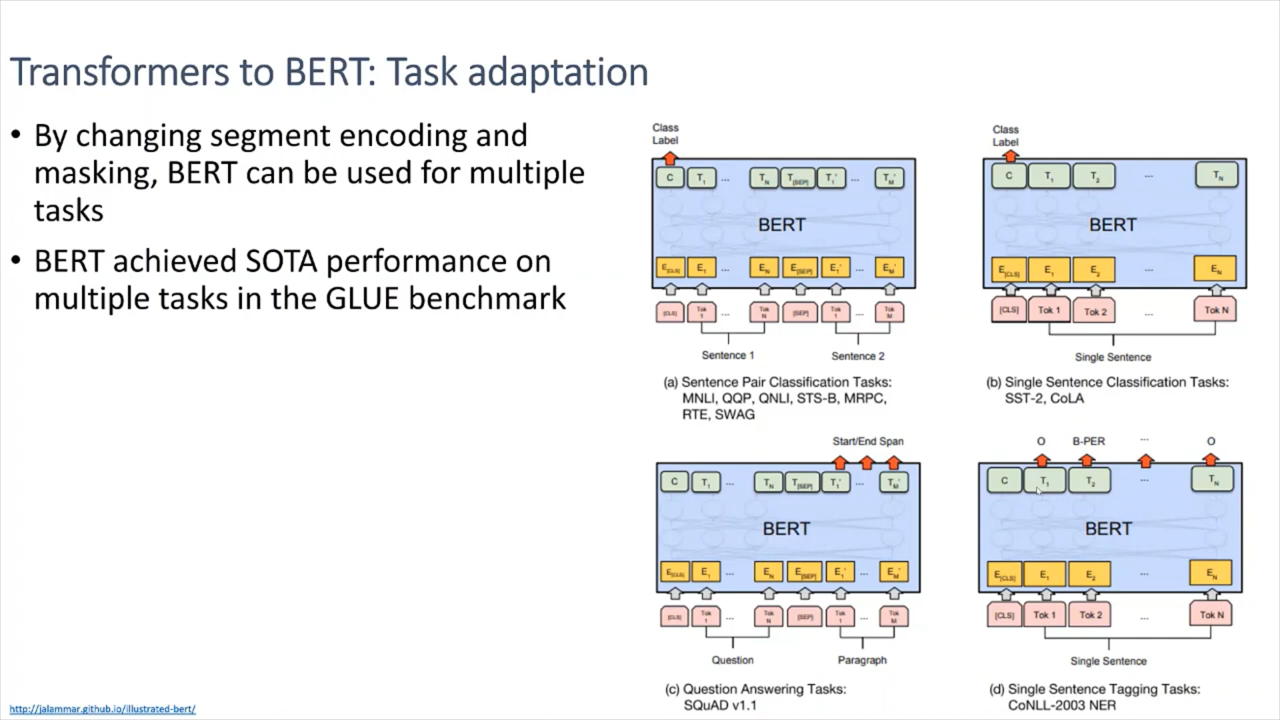 Transformers to BERT: Task adaptation
• By changing segment encoding and
masking, BERT can be used for multiple
tasks
• BERT achieved SOTA performance on
multiple tasks in the GLUE benchmark
Class
Label
C T1 ... TN T[SEP] T1' ... TM'
BERT
E[CLS] E1 ... EN E[SEP] E1' ... EM'
[CLS] Tok 1 ... Tok N [SEP] Tok 1 ... Tok M
Sentence 1 Sentence 2
(a) Sentence Pair Classification Tasks:
MNLI, QQP, QNLI, STS-B, MRPC,
RTE, SWAG
Class
Label
C T1 T2 ... TN
BERT
E[CLS] E1 E2 ... EN
[CLS] Tok 1 Tok 2 ... Tok N
Single Sentence
(b) Single Sentence Classification Tasks:
SST-2, CoLA
Start/End Span
C T1 ... TN T[SEP] T1' ... TM'
BERT
E[CLS] E1 ... EN E[SEP] E1' ... EM'
[CLS] Tok 1 ... Tok N [SEP] Tok 1 ... Tok M
Question Paragraph
(c) Question Answering Tasks:
SQuAD v1.1
O B-PER ... O
C T1 T2 ... TN
BERT
E[CLS] E1 E2 ... EN
[CLS] Tok 1 Tok 2 ... Tok N
Single Sentence
(d) Single Sentence Tagging Tasks:
CoNLL-2003 NER
http://jalammar.github.io/illustrated-bert/